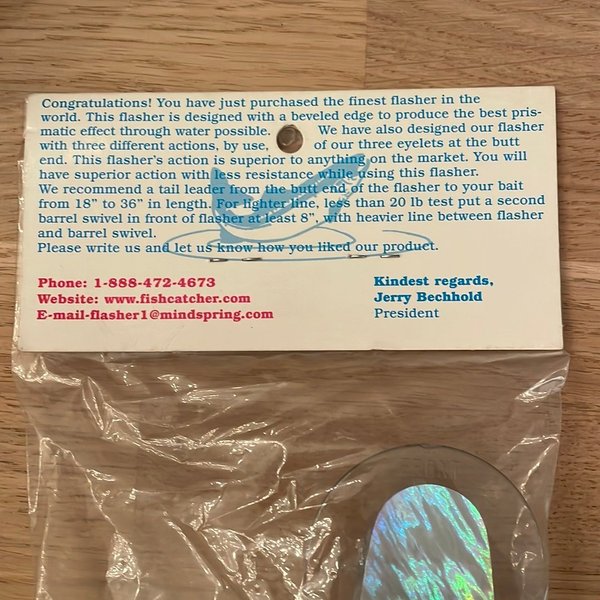 Congratulations! You have just purchased the finest flasher in the
world. This flasher is designed with a beveled edge to produce the best pris-
matic effect through water possible. We have also designed our flasher
with three different actions, by use, of our three eyelets at the butt
end. This flasher's action is superior to anything on the market. You will
have superior action with less resistance while using this flasher.
We recommend a tail leader from the butt end of the flasher to your bait
from 18" to 36" in length. For lighter line, less than 20 lb test put a second
barrel swivel in front of flasher at least 8", with heavier line between flasher
and barrel swivel.
Please write us and let us know how you liked our product.
Phone: 1-888-472-4673
Website: www.fishcatcher.com
E-mail-flasher1@mindspring.com
Kindest regards,
Jerry Bechhold
President